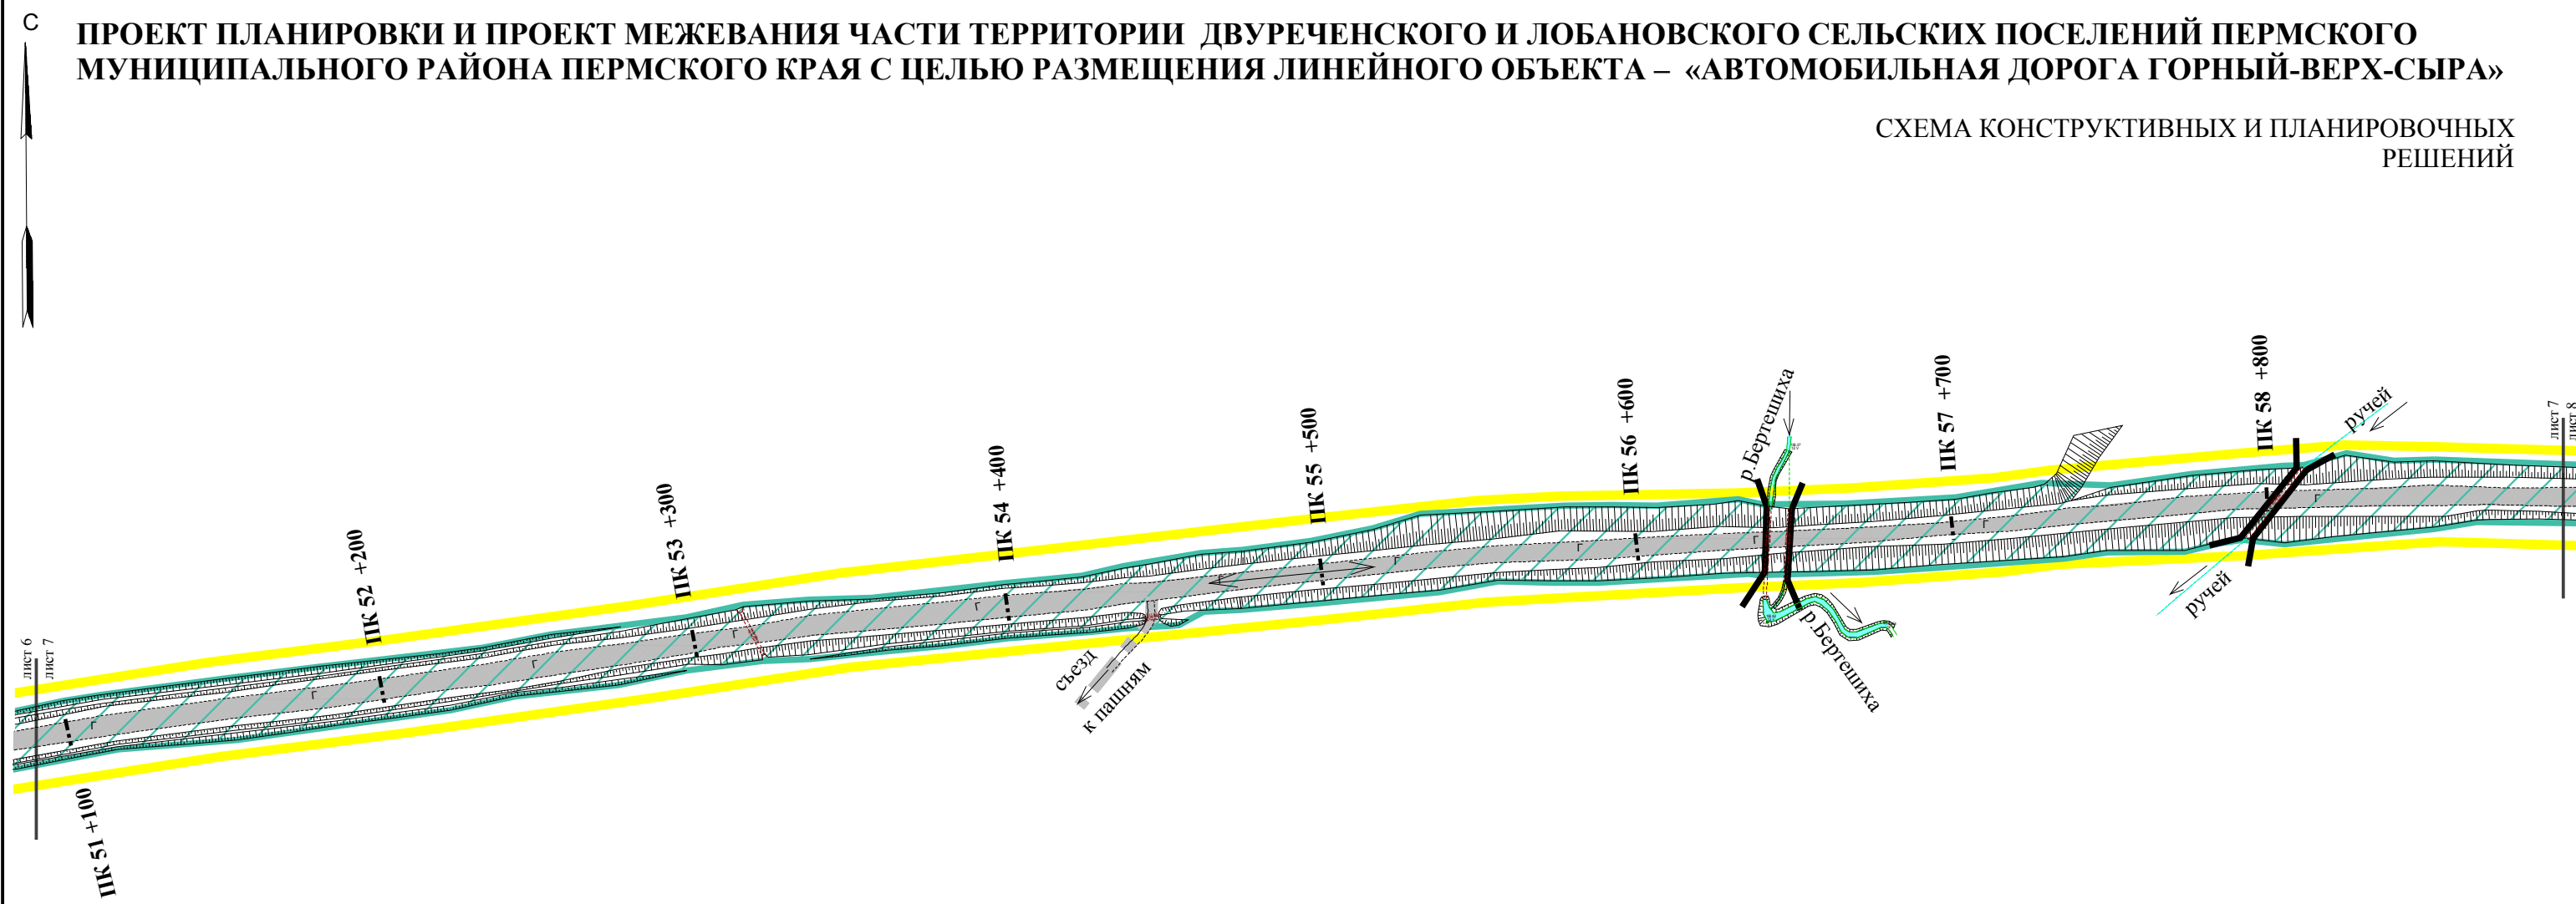 С
ПРОЕКТ ПЛАНИРОВКИ И ПРОЕКТ МЕЖЕВАНИЯ ЧАСТИ ТЕРРИТОРИИ ДВУРЕЧЕНСКОГО И ЛОБАНОВСКОГО СЕЛЬСКИХ ПОСЕЛЕНИЙ ПЕРМСКОГО
МУНИЦИПАЛЬНОГО РАЙОНА ПЕРМСКОГО КРАЯ С ЦЕЛЬЮ РАЗМЕЩЕНИЯ ЛИНЕЙНОГО ОБЪЕКТА – «АВТОМОБИЛЬНАЯ ДОРОГА ГОРНЫЙ-ВЕРХ-СЫРА»
СХЕМА КОНСТРУКТИВНЫХ И ПЛАНИРОВОЧНЫХ
РЕШЕНИЙ
лист 6
лист 7
ПК 51 +100
ПК 52 +200
ПК 53 +300
ПК 54 +400
съезд
к пашням
ПК 55 +500
ПК 56 +600
р.Бертешиха
р.Бертешиха
ПК 57 +700
ПК 58 +800
ручей
ручей
лист 7
лист 8
Г
Г
Г
Г
Г
Г
Г
Г
Г
Г
Г